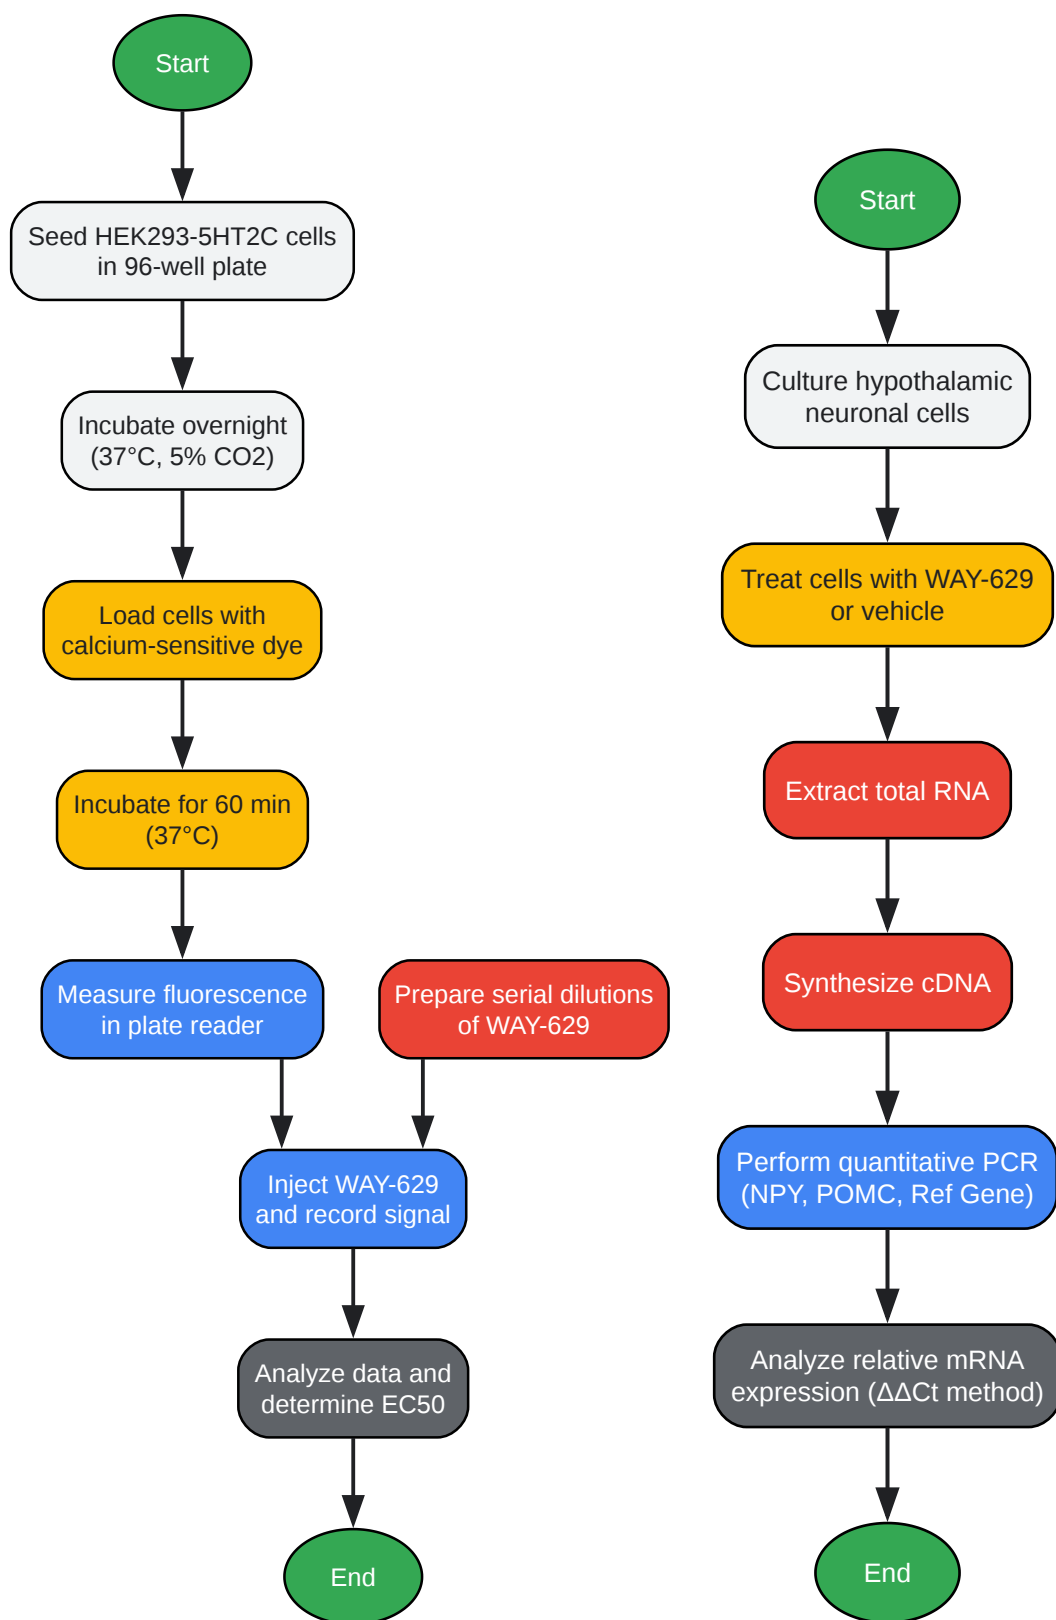 Start
Seed HEK293-5HT2C cells
in 96-well plate
Incubate overnight
(37°C, 5% CO2)
Load cells with
calcium-sensitive dye
Incubate for 60 min
(37°C)
Measure fluorescence
in plate reader
Prepare serial dilutions
of WAY-629
Inject WAY-629
and record signal
Analyze data and
determine EC50
End
Start
Culture hypothalamic
neuronal cells
Treat cells with WAY-629
or vehicle
Extract total RNA
Synthesize cDNA
Perform quantitative PCR
(NPY, POMC, Ref Gene)
Analyze relative mRNA
expression (ΔΔCt method)
End